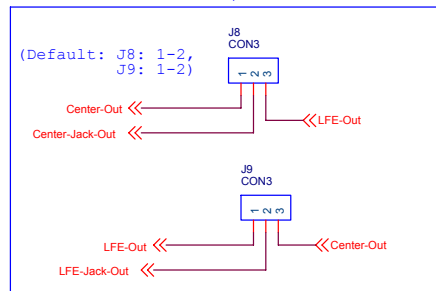 J8
CON3
(Default: J8: 1-2,
J9: 1-2)
1 2 3
Center-Out
LFE-Out
Center-Jack-Out
J9
CON3
1 2 3
LFE-Out
Center-Out
LFE-Jack-Out